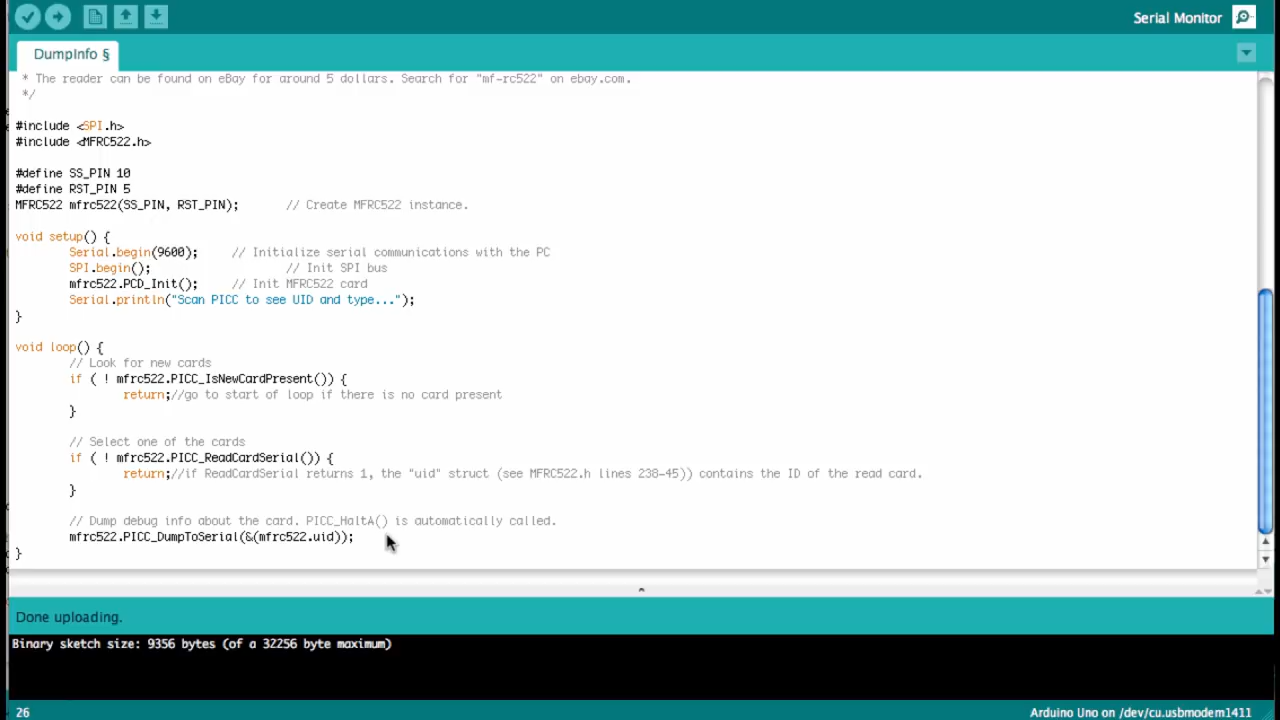 Serial Monitor
DumpInfo §
* The reader can be found on eBay for around 5 dollars. Search for "mf-rc522" on ebay.com.
*/
#include <SPI.h>
#include <MFRC522.h>
#define SS_PIN 10
#define RST_PIN 5
MFRC522 mfrc522(SS_PIN, RST_PIN); // Create MFRC522 instance.
void setup() {
Serial.begin(9600); // Initialize serial communications with the PC
SPI.begin(); // Init SPI bus
mfrc522.PCD_Init(); // Init MFRC522 card
Serial.println("Scan PICC to see UID and type...");
}
void loop() {
// Look for new cards
if ( ! mfrc522.PICC_IsNewCardPresent()) {
return;//go to start of loop if there is no card present
}
// Select one of the cards
if ( ! mfrc522.PICC_ReadCardSerial()) {
return;//if ReadCardSerial returns 1, the "uid" struct (see MFRC522.h lines 238-45)) contains the ID of the read card.
}
// Dump debug info about the card. PICC_HaltA() is automatically called.
mfrc522.PICC_DumpToSerial(&(mfrc522.uid));
}
Done uploading.
Binary sketch size: 9356 bytes (of a 32256 byte maximum)
26
Arduino Uno on /dev/cu.usbmodem1411